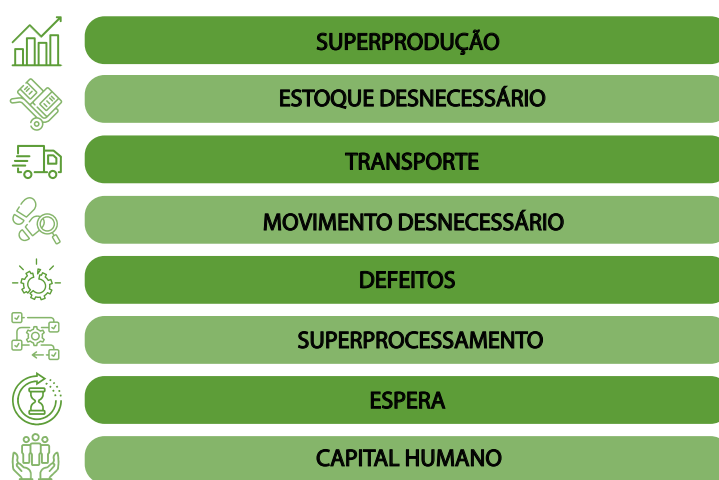 SUPERPRODUÇÃO
ESTOQUE DESNECESSÁRIO
TRANSPORTE
MOVIMENTO DESNECESSÁRIO
DEFEITOS
SUPERPROCESSAMENTO
ESPERA
CAPITAL HUMANO